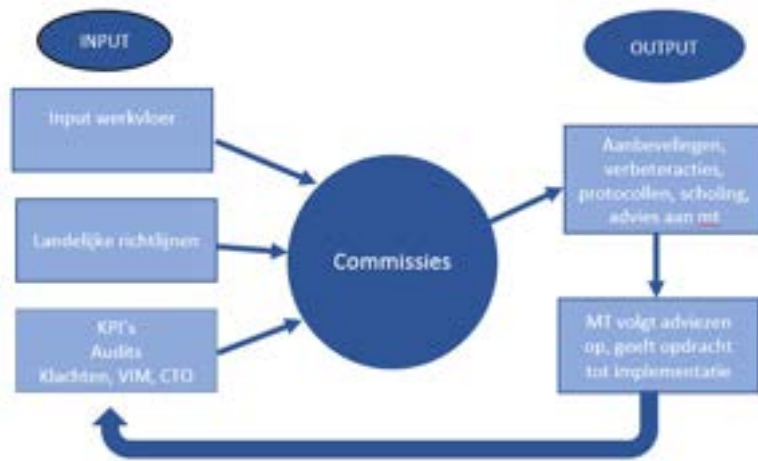 INPUT
OUTPUT
Input werkvloer
Landelijke richtlijnen
KPI's
Audits
Klachten, VIM, CTO
Commissies
Aanbevelingen,
verbeteracties,
protocollen, scholing,
advies aan mt
MT volgt adviezen
op, geeft opdracht
tot implementatie